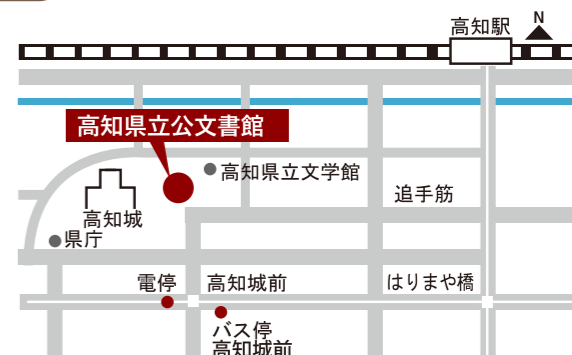 高知駅
N
高知県立公文書館
高知県立文学館
追手筋
高知城
県庁
電停
高知城前
はりまや橋
バス停
高知城前